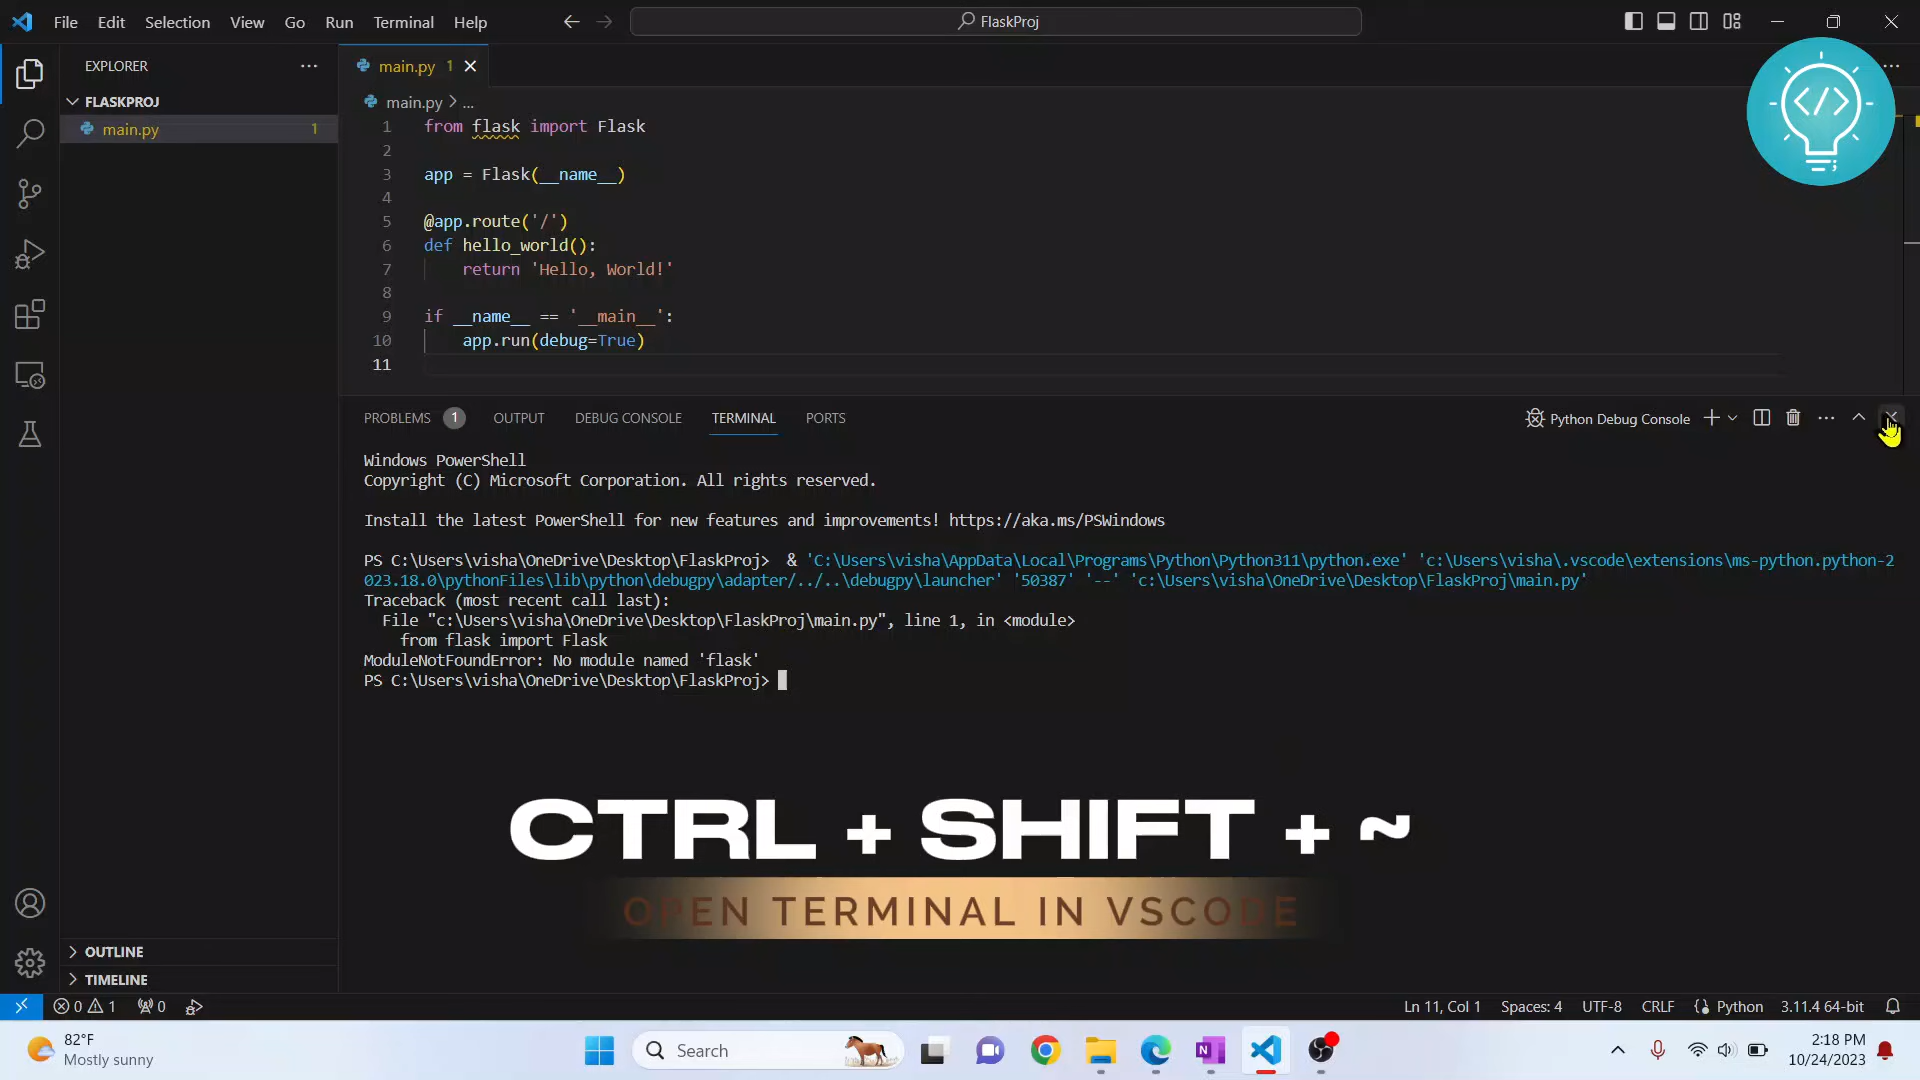 File Edit Selection View Go Run Terminal Help
FlaskProj
EXPLORER
FLASKPROJ
main.py 1
main.py 1
main.py > ...
1 from flask import Flask
2
3 app = Flask(__name__)
4
5 @app.route('/')
6 def hello_world():
7 return 'Hello, World!'
8
9 if __name__ == '__main__':
10 app.run(debug=True)
11
</>
;
PROBLEMS 1 OUTPUT DEBUG CONSOLE TERMINAL PORTS
Python Debug Console
Windows PowerShell
Copyright (C) Microsoft Corporation. All rights reserved.
Install the latest PowerShell for new features and improvements! https://aka.ms/PSWindows
PS C:\Users\visha\OneDrive\Desktop\FlaskProj>  & 'C:\Users\visha\AppData\Local\Programs\Python\Python311\python.exe' 'c:\Users\visha\.vscode\extensions\ms-python.python-2
023.18.0\pythonFiles\lib\python\debugpy\adapter/../..\debugpy\launcher' '50387' '--' 'c:\Users\visha\OneDrive\Desktop\FlaskProj\main.py'
Traceback (most recent call last):
File "c:\Users\visha\OneDrive\Desktop\FlaskProj\main.py", line 1, in <module>
from flask import Flask
ModuleNotFoundError: No module named 'flask'
PS C:\Users\visha\OneDrive\Desktop\FlaskProj>
CTRL + SHIFT + ~
OPEN TERMINAL IN VSCODE
OUTLINE
TIMELINE
0 1 0
Ln 11, Col 1 Spaces: 4 UTF-8 CRLF Python 3.11.4 64-bit
82°F
Mostly sunny
Search
2:18 PM
10/24/2023